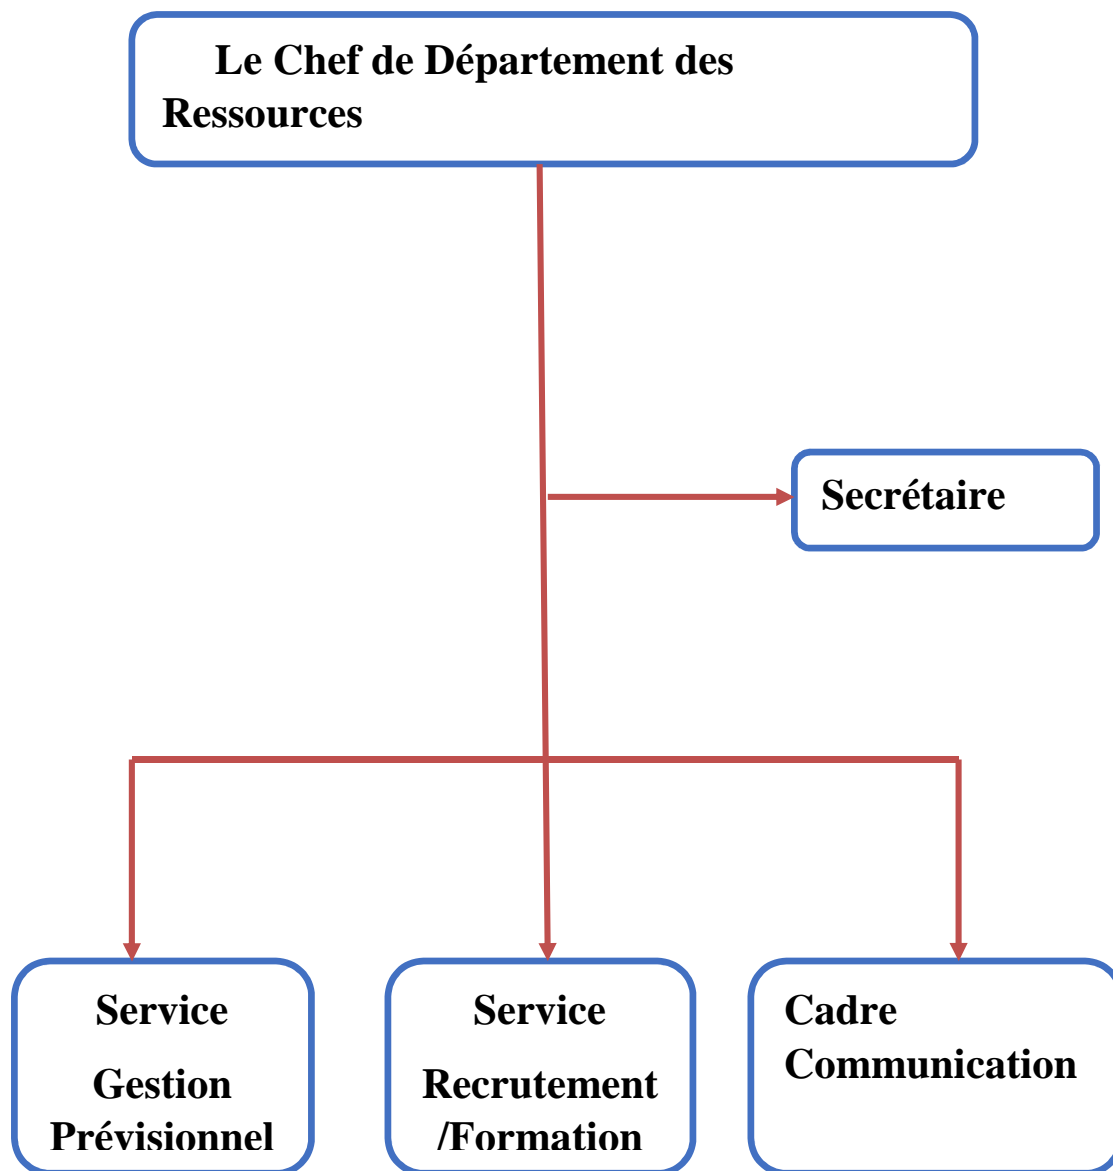 Le Chef de Département des
Ressources
Secrétaire
Service
Gestion
Prévisionnel
Service
Recrutement
/Formation
Cadre
Communication